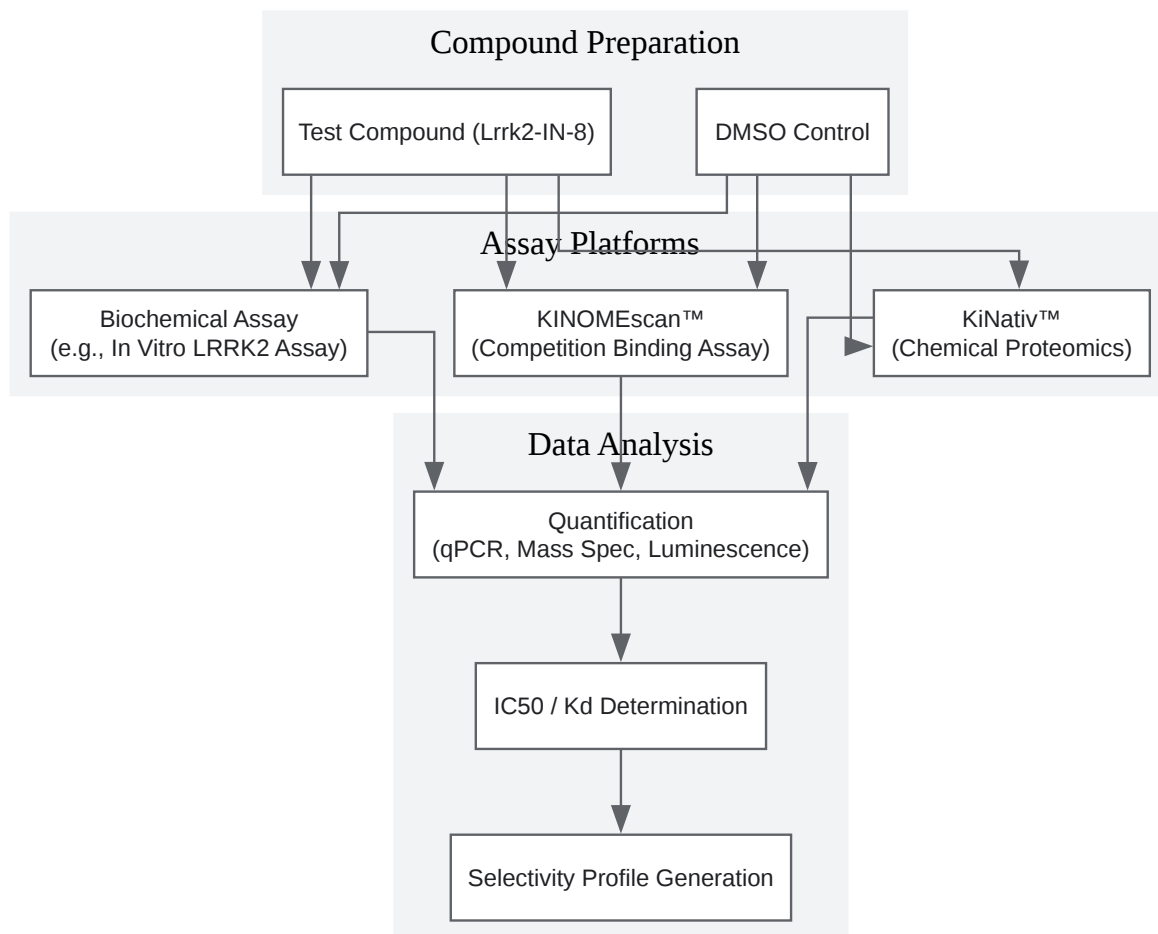 Compound Preparation
Test Compound (Lrrk2-IN-8)
DMSO Control
Assay Platforms
Biochemical Assay
(e.g., In Vitro LRRK2 Assay)
KINOMEscan™
(Competition Binding Assay)
KiNativ™
(Chemical Proteomics)
Data Analysis
Quantification
(qPCR, Mass Spec, Luminescence)
IC50 / Kd Determination
Selectivity Profile Generation